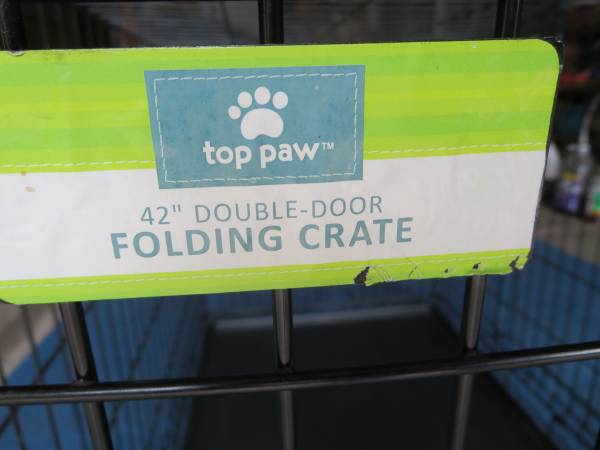 top paw™
42" DOUBLE-DOOR
FOLDING CRATE